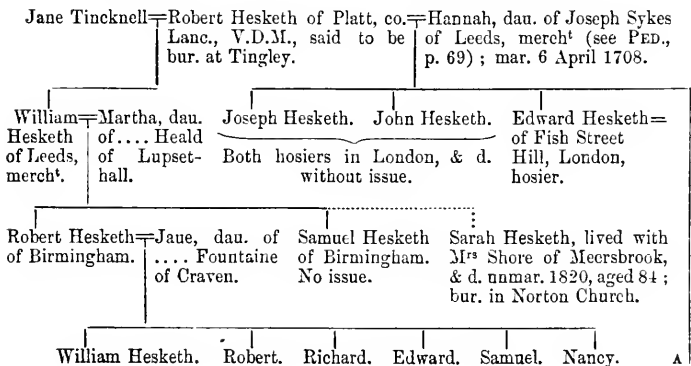 Jane Tincknell=Robert Hesketh of Platt, co.=Hannah, dau. of Joseph Sykes
Lanc., V.D.M., said to be of Leeds, mercht (see PED.,
bur. at Tingley. p. 69) ; mar. 6 April 1708.
William=Martha, dau. Joseph Hesketh. John Hesketh. Edward Hesketh=
Hesketh of.... Heald of Fish Street
of Leeds, of Lupset- Both hosiers in London, & d. Hill, London,
mercht. hall. without issue. hosier.
Robert Hesketh=Jane, dau. of Samuel Hesketh Sarah Hesketh, lived with
of Birmingham. .... Fountaine of Birmingham. Mrs Shore of Meersbrook,
of Craven. No issue. & d. unmar. 1820, aged 84 ;
bur. in Norton Church.
William Hesketh. Robert. Richard. Edward. Samuel. Nancy. A